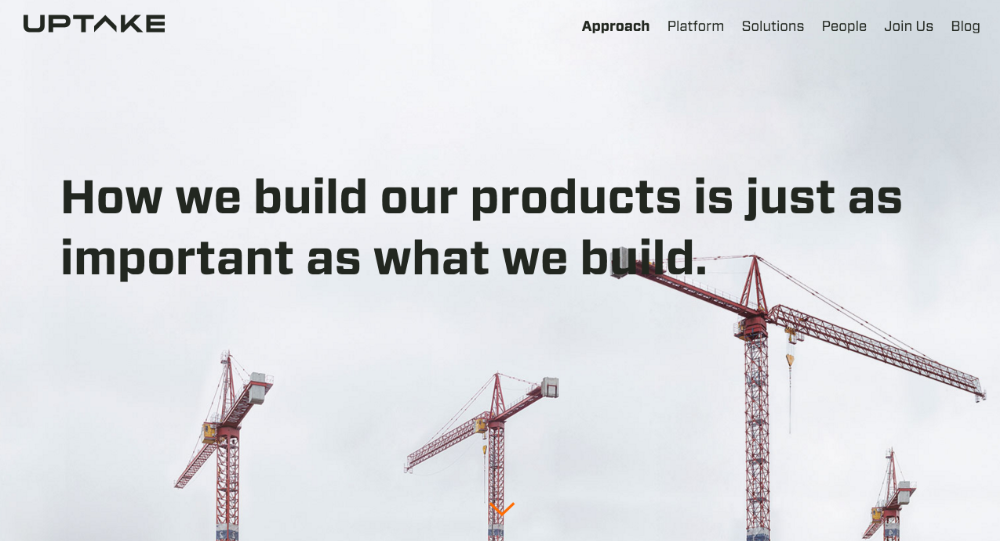 UPTAKE
Approach Platform Solutions People Join Us Blog
How we build our products is just as
important as what we build.